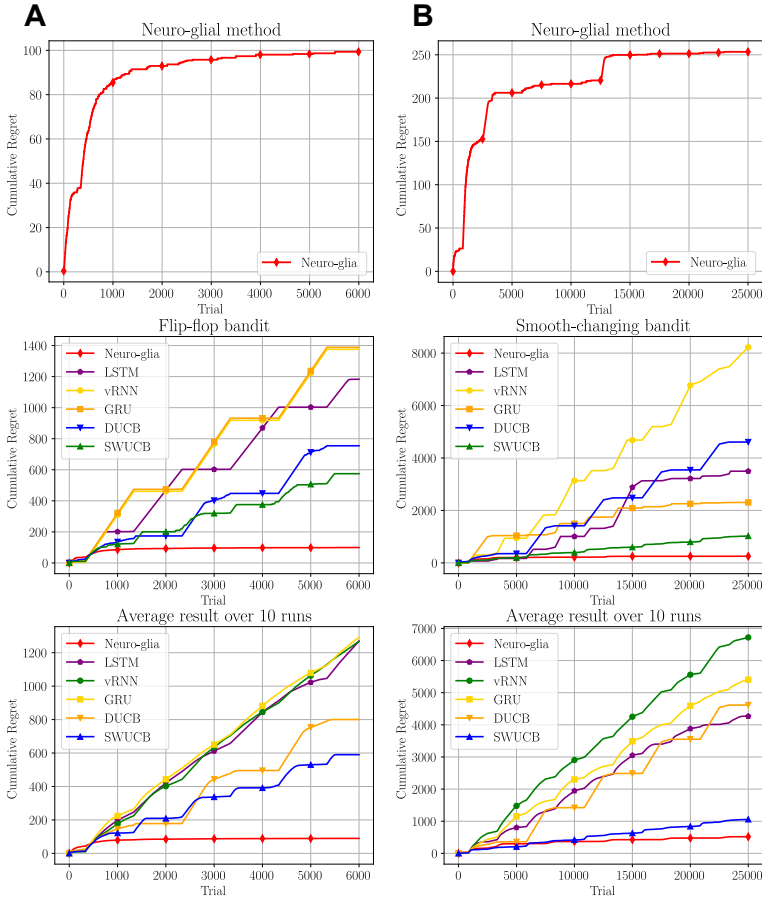 A
Neuro-glial method
100
80
60
40
20
0
Cumulative Regret
Neuro-glia
0 1000 2000 3000 4000 5000 6000
Trial
Flip-flop bandit
1400
1200
1000
800
600
400
200
0
Cumulative Regret
Neuro-glia
LSTM
vRNN
GRU
DUCB
SWUCB
0 1000 2000 3000 4000 5000 6000
Trial
Average result over 10 runs
1200
1000
800
600
400
200
0
Cumulative Regret
Neuro-glia
LSTM
vRNN
GRU
DUCB
SWUCB
0 1000 2000 3000 4000 5000 6000
Trial
B
Neuro-glial method
250
200
150
100
50
0
Cumulative Regret
Neuro-glia
0 5000 10000 15000 20000 25000
Trial
Smooth-changing bandit
8000
6000
4000
2000
0
Cumulative Regret
Neuro-glia
LSTM
vRNN
GRU
DUCB
SWUCB
0 5000 10000 15000 20000 25000
Trial
Average result over 10 runs
7000
6000
5000
4000
3000
2000
1000
0
Cumulative Regret
Neuro-glia
LSTM
vRNN
GRU
DUCB
SWUCB
0 5000 10000 15000 20000 25000
Trial